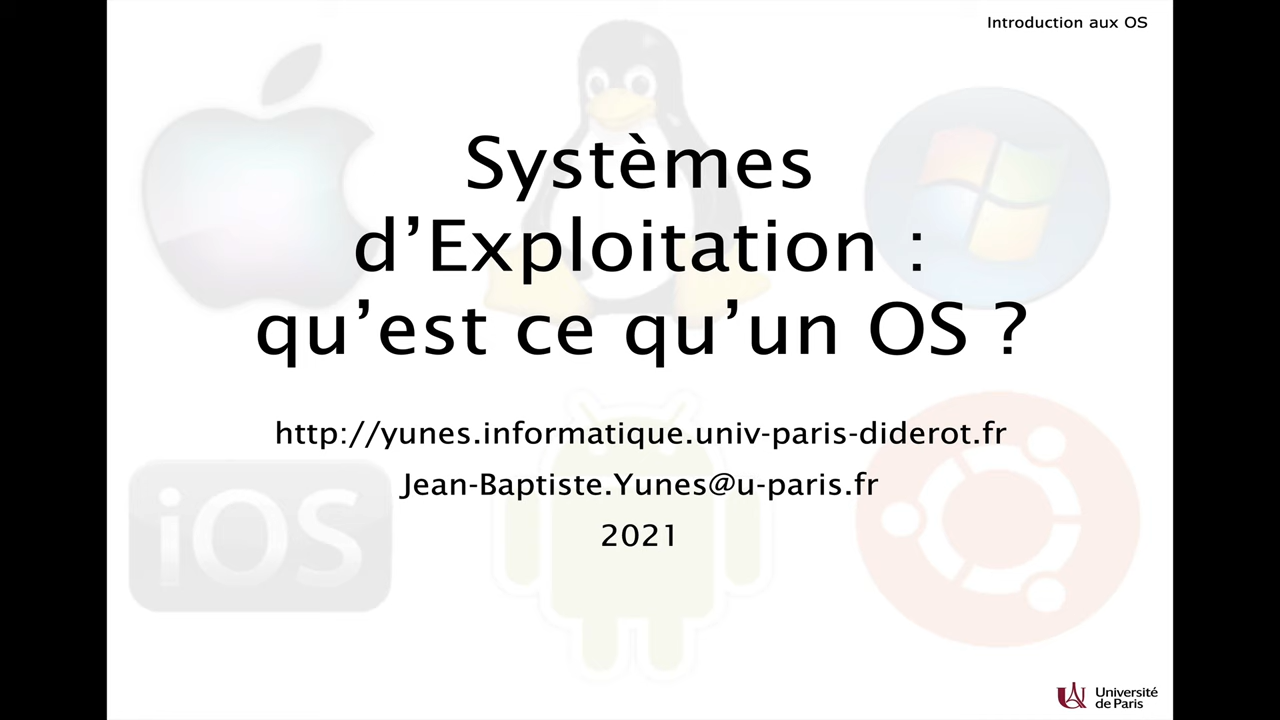 Introduction aux OS
Systèmes
d’Exploitation :
qu’est ce qu’un OS ?
http://yunes.informatique.univ-paris-diderot.fr
Jean-Baptiste.Yunes@u-paris.fr
2021
iOS
Université
de Paris